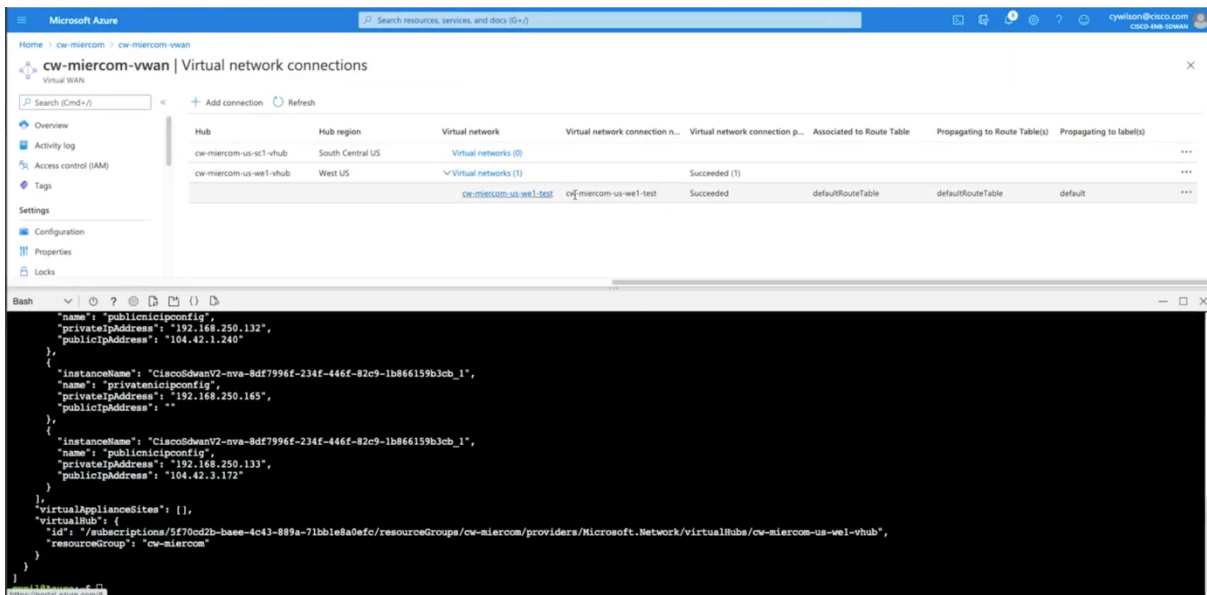 Microsoft Azure
Search resources, services, and docs (G+/)
cywilson@cisco.com
CISCO-ENB-SDWAN
Home > cw-miercom > cw-miercom-vwan
cw-miercom-vwan | Virtual network connections
Virtual WAN
Search (Cmd+/)
+ Add connection Refresh
Overview
Activity log
Access control (IAM)
Tags
Settings
Configuration
Properties
Locks
Hub Hub region Virtual network Virtual network connection n... Virtual network connection p... Associated to Route Table Propagating to Route Table(s) Propagating to label(s)
cw-miercom-us-sc1-vhub South Central US Virtual networks (0) ...
cw-miercom-us-we1-vhub West US Virtual networks (1) Succeeded (1) ...
cw-miercom-us-we1-test cw-miercom-us-we1-test Succeeded defaultRouteTable defaultRouteTable default ...
Bash
"name": "publicnicipconfig",
"privateIpAddress": "192.168.250.132",
"publicIpAddress": "104.42.1.240"
},
{
"instanceName": "CiscoSdwanV2-nva-8df7996f-234f-446f-82c9-1b866159b3cb_1",
"name": "privatenicipconfig",
"privateIpAddress": "192.168.250.165",
"publicIpAddress": ""
},
{
"instanceName": "CiscoSdwanV2-nva-8df7996f-234f-446f-82c9-1b866159b3cb_1",
"name": "publicnicipconfig",
"privateIpAddress": "192.168.250.133",
"publicIpAddress": "104.42.3.172"
}
],
"virtualApplianceSites": [],
"virtualHub": {
"id": "/subscriptions/5f70cd2b-baee-4c43-889a-71bb1e8a0efc/resourceGroups/cw-miercom/providers/Microsoft.Network/virtualHubs/cw-miercom-us-we1-vhub",
"resourceGroup": "cw-miercom"
}
}
]